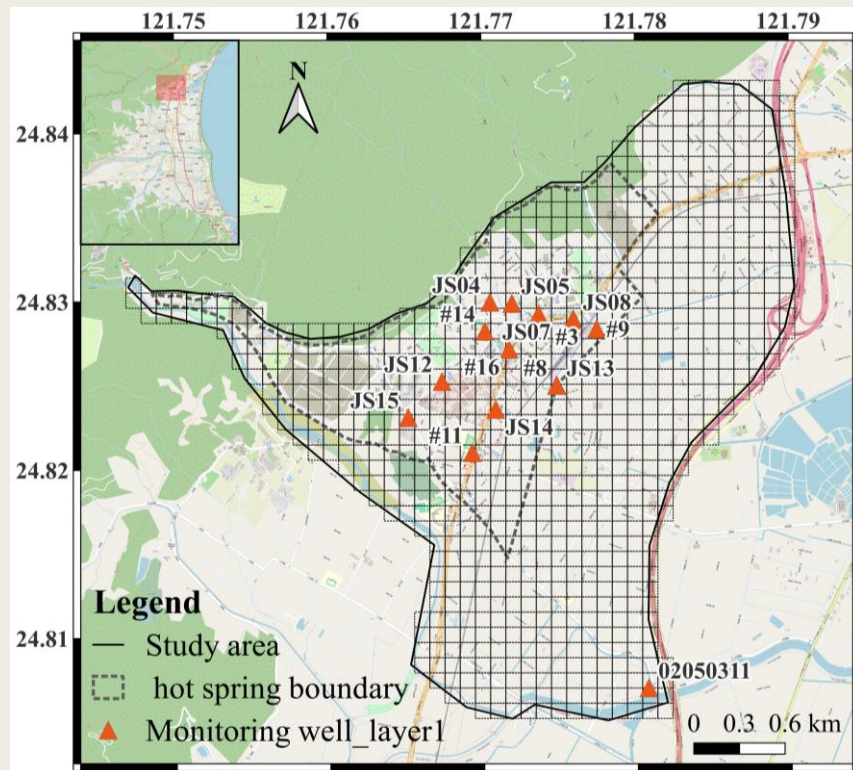 121.75 121.76 121.77 121.78 121.79
N
24.84
24.83
24.82
24.81
JS04 JS05 JS08
#14 JS07 #3 #9
JS12 #16 #8 JS13
JS15 #11 JS14
02050311
Legend
Study area
hot spring boundary
Monitoring well_layer1
0 0.3 0.6 km